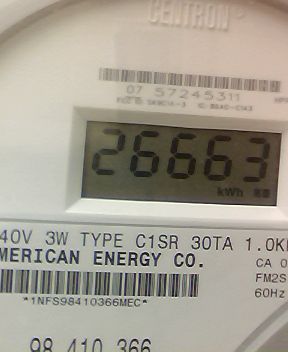 CENTRON
07 57245311
26663
kWh
40V 3W TYPE C1SR 30TA 1.0K
MERICAN ENERGY CO.
CA 0
FM2S
60Hz
*1NFS98410366MEC*
98 410 366